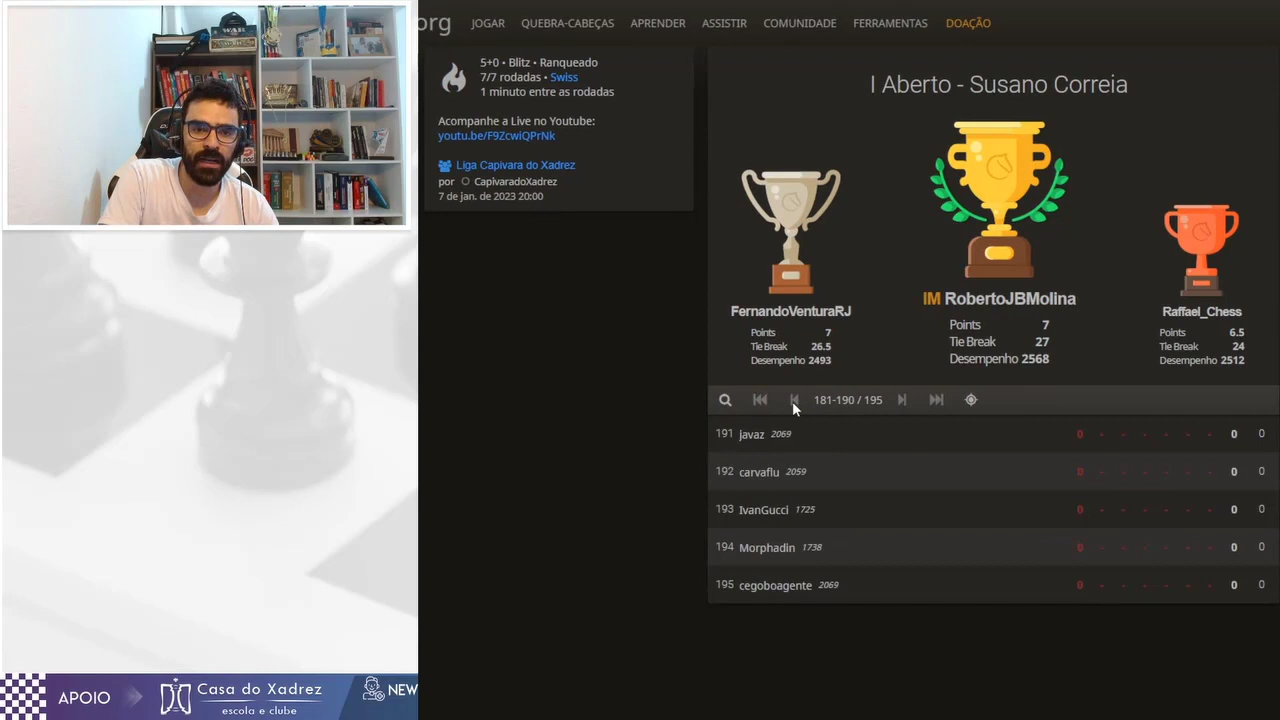 org
JOGAR QUEBRA-CABEÇAS APRENDER ASSISTIR COMUNIDADE FERRAMENTAS DOAÇÃO
5+0 • Blitz • Ranqueado
7/7 rodadas • Swiss
1 minuto entre as rodadas
Acompanhe a Live no Youtube:
youtu.be/F9ZcwiQPrNk
Liga Capivara do Xadrez
por CapivaradoXadrez
7 de jan. de 2023 20:00
I Aberto - Susano Correia
FernandoVenturaRJ
Points 7
Tie Break 26.5
Desempenho 2493
IM RobertoJBMolina
Points 7
Tie Break 27
Desempenho 2568
Raffael_Chess
Points 6.5
Tie Break 24
Desempenho 2512
181-190 / 195
191 javaz 2069 0 - - - - - - 0 0
192 carvaflu 2059 0 - - - - - - 0 0
193 IvanGucci 1725 0 - - - - - - 0 0
194 Morphadin 1738 0 - - - - - - 0 0
195 cegoboagente 2069 0 - - - - - - 0 0
APOIO
Casa do Xadrez
escola e clube
NEW